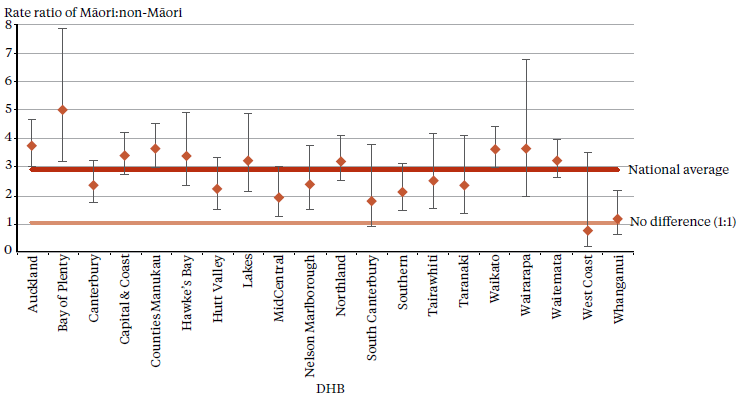 Rate ratio of Māori:non-Māori
8
7
6
5
4
3
2
1
0
National average
No difference (1:1)
Auckland
Bay of Plenty
Canterbury
Capital & Coast
Counties Manukau
Hawke's Bay
Hutt Valley
Lakes
MidCentral
Nelson Marlborough
Northland
South Canterbury
Southern
Tairawhiti
Taranaki
Waikato
Wairarapa
Waitemata
West Coast
Whanganui
DHB